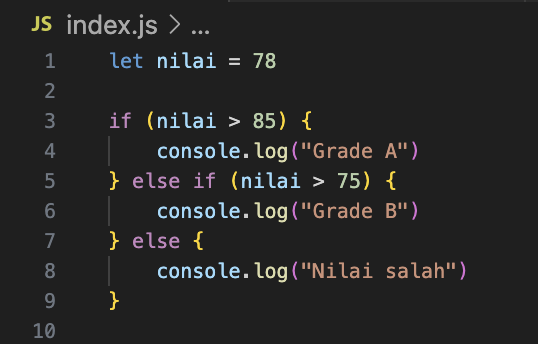 JS index.js > ...
1 let nilai = 78
2
3 if (nilai > 85) {
4     console.log("Grade A")
5 } else if (nilai > 75) {
6     console.log("Grade B")
7 } else {
8     console.log("Nilai salah")
9 }
10